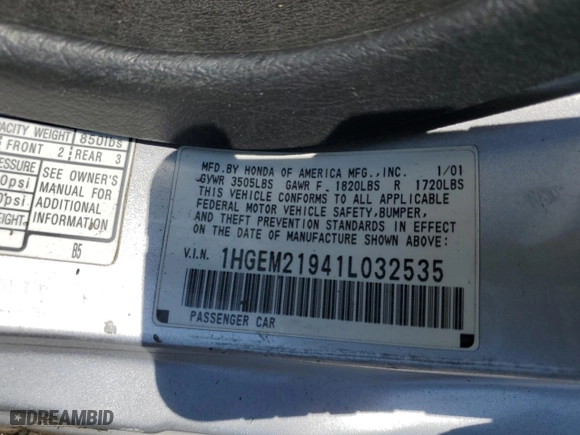 PACITY WEIGHT 850lbs
FRONT 2 REAR 3
SEE OWNER'S
MANUAL FOR
ADDITIONAL
INFORMATION
B5
MFD.BY HONDA OF AMERICA MFG.,INC. 1/01
GVWR 3505LBS GAWR F 1820LBS R 1720LBS
THIS VEHICLE CONFORMS TO ALL APPLICABLE
FEDERAL MOTOR VEHICLE SAFETY,BUMPER,
AND THEFT PREVENTION STANDARDS IN EFFECT
ON THE DATE OF MANUFACTURE SHOWN ABOVE:
V.I.N. 1HGEM21941L032535
PASSENGER CAR
DREAMBID